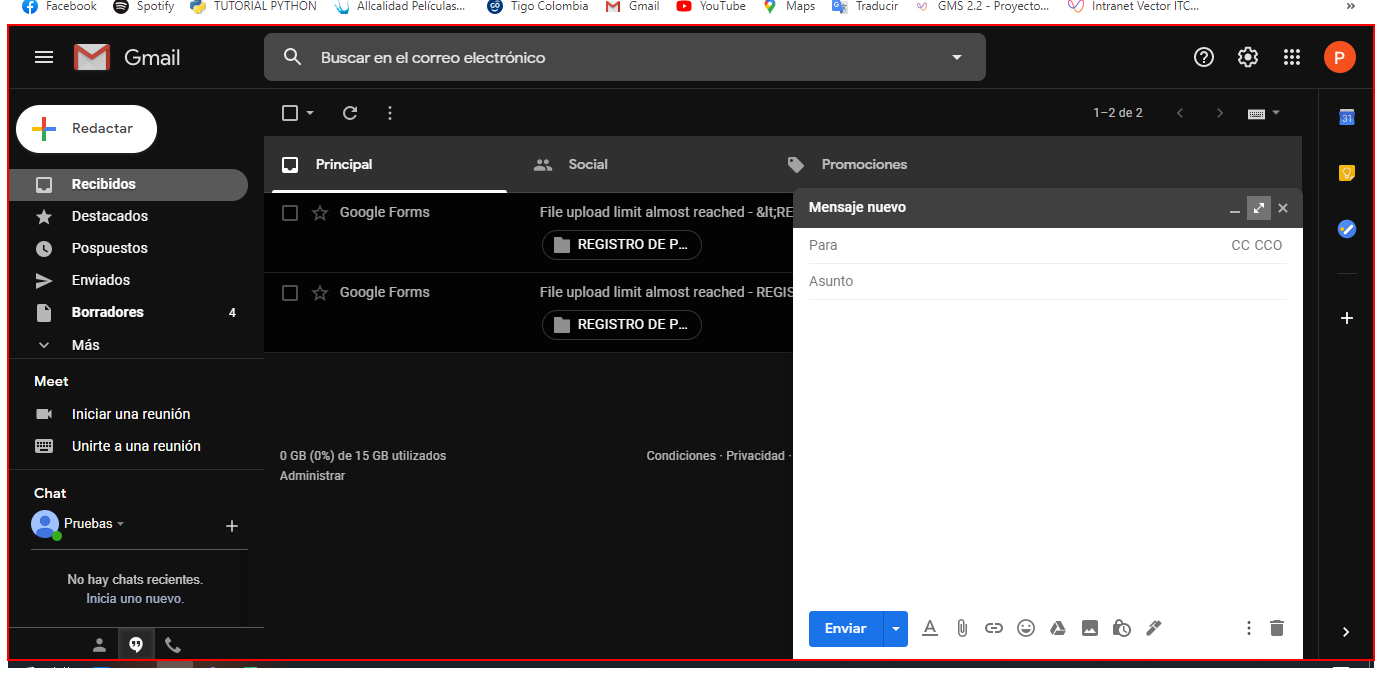 Facebook Spotify TUTORIAL PYTHON Allcalidad Películas... Tigo Colombia Gmail YouTube Maps Traducir GMS 2.2 - Proyecto... Intranet Vector ITC... »
Gmail Buscar en el correo electrónico P
Redactar 1–2 de 2 31
Principal Social Promociones
Recibidos
Destacados
Pospuestos
Enviados
Borradores 4
Más
Google Forms File upload limit almost reached - &lt;RE
REGISTRO DE P...
Google Forms File upload limit almost reached - REGIS
REGISTRO DE P...
Mensaje nuevo
Para CC CCO
Asunto
Meet
Iniciar una reunión
Unirte a una reunión
0 GB (0%) de 15 GB utilizados
Administrar
Condiciones · Privacidad ·
Chat
Pruebas
No hay chats recientes.
Inicia uno nuevo.
Enviar